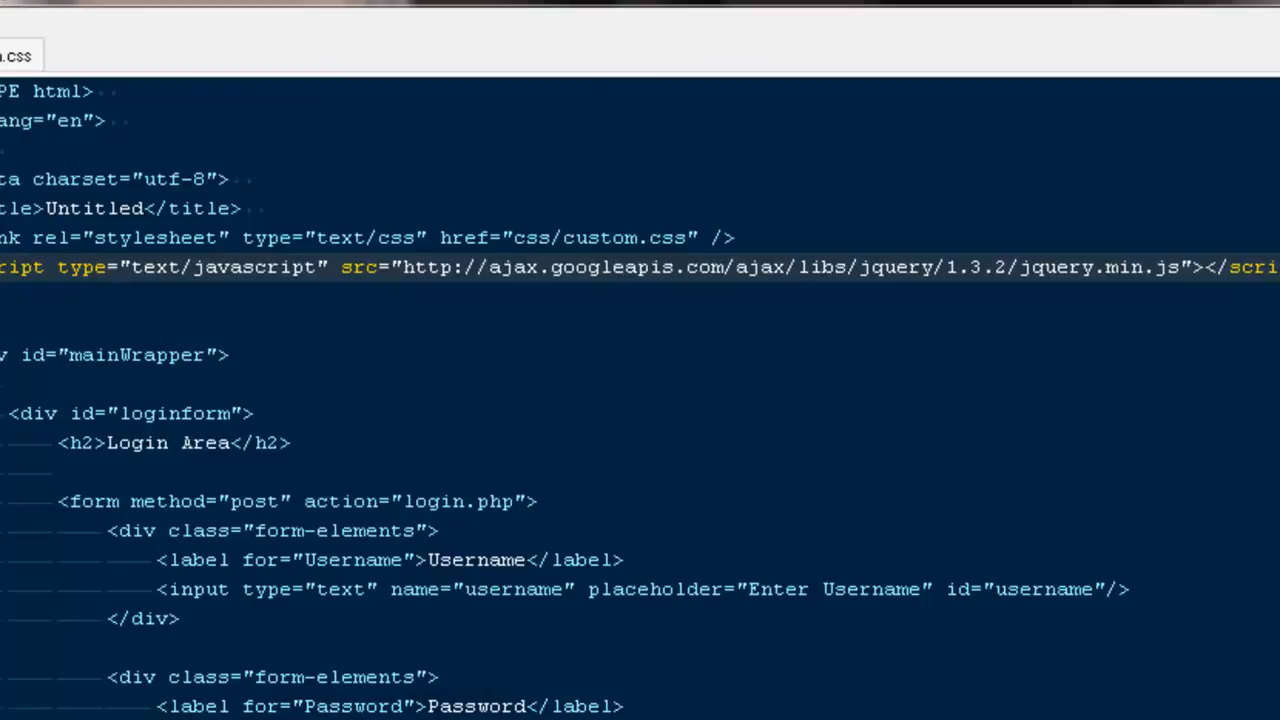 .css
PE html>
ang="en">
ta charset="utf-8">
tle>Untitled</title>
nk rel="stylesheet" type="text/css" href="css/custom.css" />
ript type="text/javascript" src="http://ajax.googleapis.com/ajax/libs/jquery/1.3.2/jquery.min.js"></scri
v id="mainWrapper">
<div id="loginform">
<h2>Login Area</h2>
<form method="post" action="login.php">
<div class="form-elements">
<label for="Username">Username</label>
<input type="text" name="username" placeholder="Enter Username" id="username"/>
</div>
<div class="form-elements">
<label for="Password">Password</label>